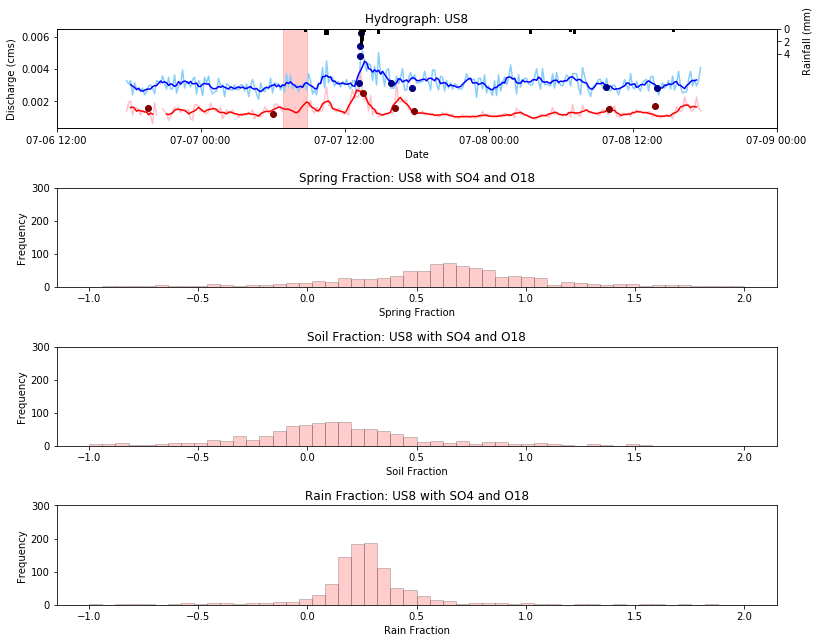 Hydrograph: US8
0.006
0.004
0.002
Discharge (cms)
0
2
4
Rainfall (mm)
07-06 12:00 07-07 00:00 07-07 12:00 07-08 00:00 07-08 12:00 07-09 00:00
Date
Spring Fraction: US8 with SO4 and O18
300
200
100
0
Frequency
−1.0 −0.5 0.0 0.5 1.0 1.5 2.0
Spring Fraction
Soil Fraction: US8 with SO4 and O18
300
200
100
0
Frequency
−1.0 −0.5 0.0 0.5 1.0 1.5 2.0
Soil Fraction
Rain Fraction: US8 with SO4 and O18
300
200
100
0
Frequency
−1.0 −0.5 0.0 0.5 1.0 1.5 2.0
Rain Fraction